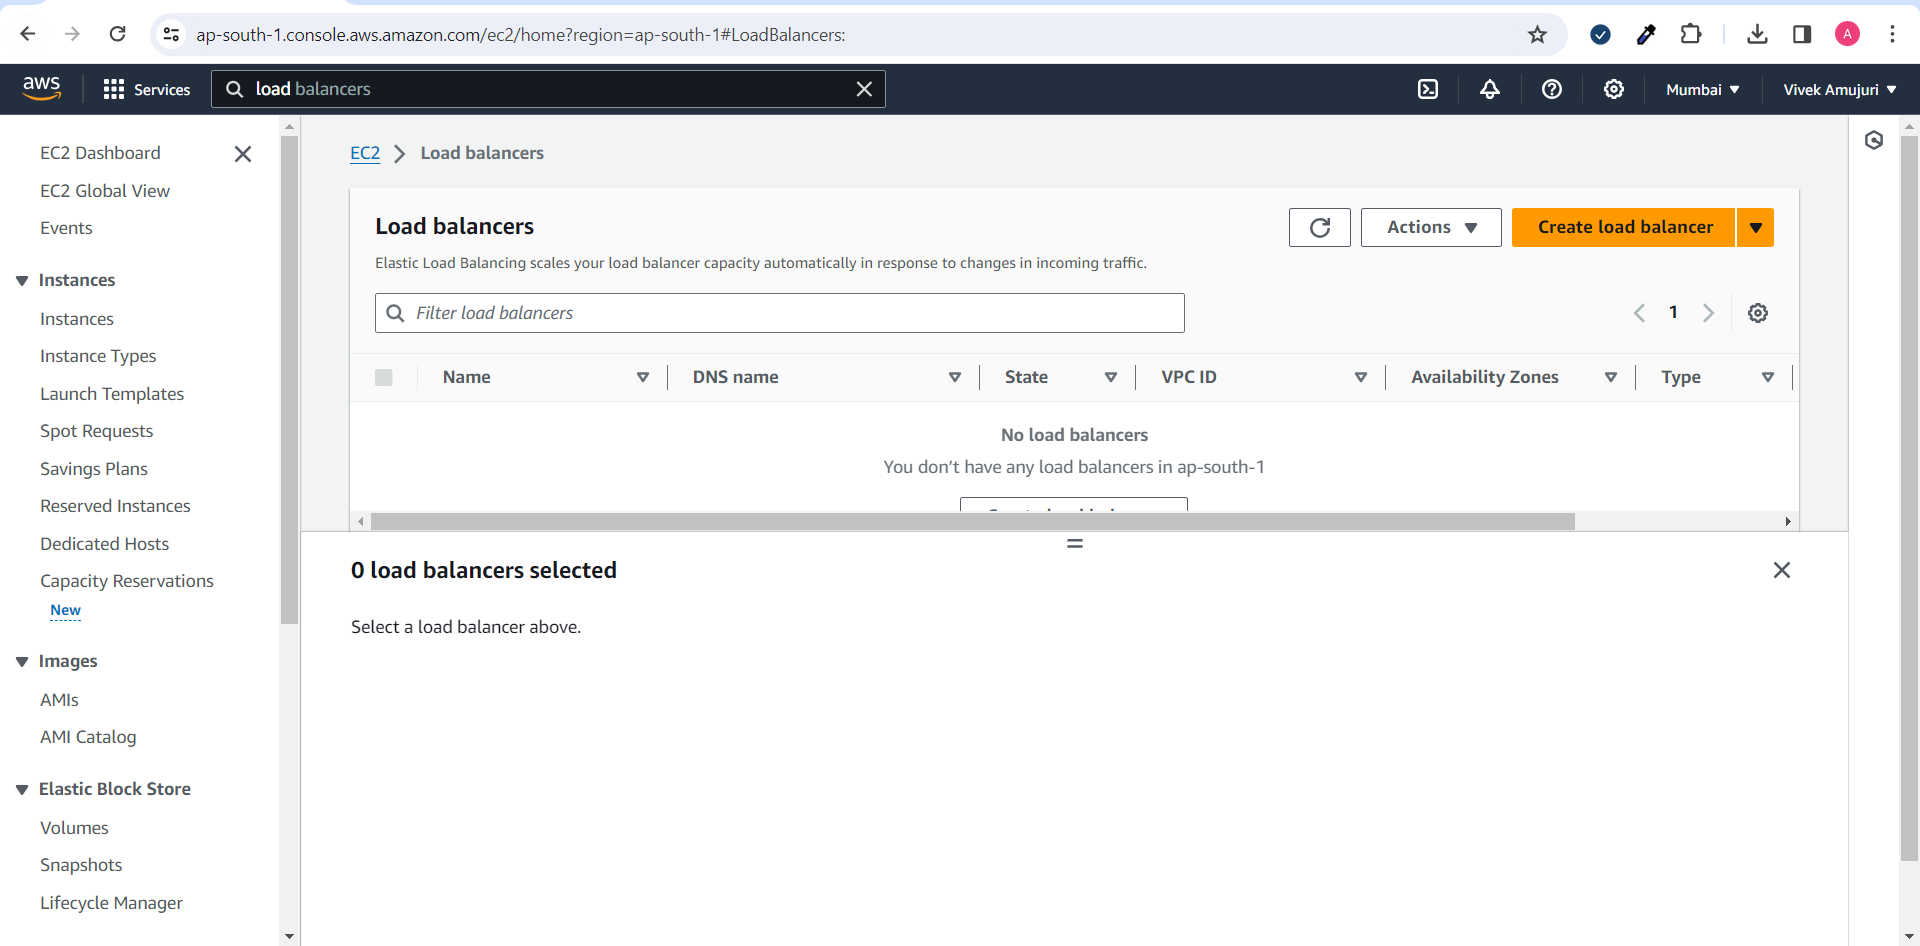 ap-south-1.console.aws.amazon.com/ec2/home?region=ap-south-1#LoadBalancers:
A
aws
Services
load balancers
Mumbai
Vivek Amujuri
EC2 Dashboard
EC2 Global View
Events
Instances
Instances
Instance Types
Launch Templates
Spot Requests
Savings Plans
Reserved Instances
Dedicated Hosts
Capacity Reservations
New
Images
AMIs
AMI Catalog
Elastic Block Store
Volumes
Snapshots
Lifecycle Manager
EC2 Load balancers
Load balancers
Actions
Create load balancer
Elastic Load Balancing scales your load balancer capacity automatically in response to changes in incoming traffic.
Filter load balancers
1
Name DNS name State VPC ID Availability Zones Type
No load balancers
You don’t have any load balancers in ap-south-1
0 load balancers selected
Select a load balancer above.